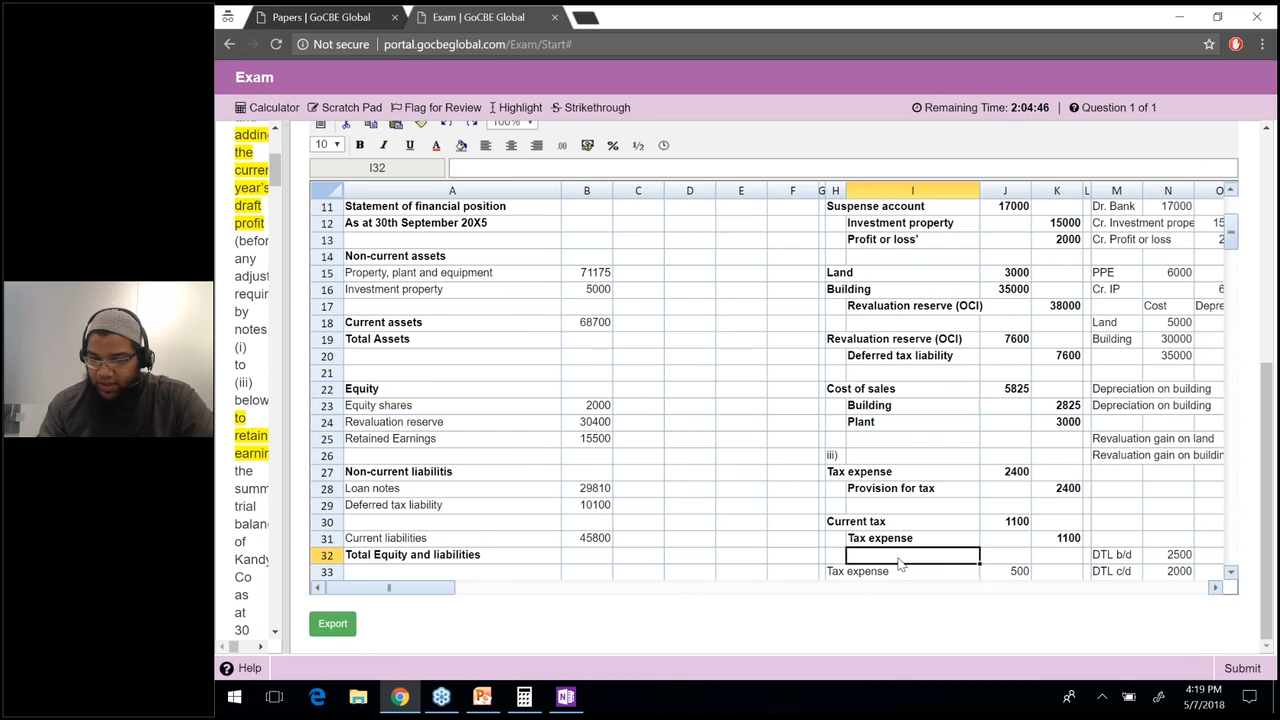 Papers | GoCBE Global
Exam | GoCBE Global
Not secure
portal.gocbeglobal.com/Exam/Start#
Exam
Calculator Scratch Pad Flag for Review Highlight Strikethrough
Remaining Time: 2:04:46 Question 1 of 1
adding
the
curren
year's
draft
profit
(befor
any
adjust
requir
by
notes
(i)
to
(iii)
below
to
retain
earnin
the
summ
trial
balan
of
Kandy
Co
as
at
30
100%
10 B I U A .00 % 1/2
I32
A B C D E F G H I J K L M N O
11 Statement of financial position Suspense account 17000 Dr. Bank 17000
12 As at 30th September 20X5 Investment property 15000 Cr. Investment prope 15
13 Profit or loss' 2000 Cr. Profit or loss 2
14 Non-current assets
15 Property, plant and equipment 71175 Land 3000 PPE 6000
16 Investment property 5000 Building 35000 Cr. IP 6
17 Revaluation reserve (OCI) 38000 Cost Depre
18 Current assets 68700 Land 5000
19 Total Assets Revaluation reserve (OCI) 7600 Building 30000
20 Deferred tax liability 7600 35000
21
22 Equity Cost of sales 5825 Depreciation on building
23 Equity shares 2000 Building 2825 Depreciation on building
24 Revaluation reserve 30400 Plant 3000
25 Retained Earnings 15500 Revaluation gain on land
26 iii) Revaluation gain on buildin
27 Non-current liabilitis Tax expense 2400
28 Loan notes 29810 Provision for tax 2400
29 Deferred tax liability 10100
30 Current tax 1100
31 Current liabilities 45800 Tax expense 1100
32 Total Equity and liabilities DTL b/d 2500
33 Tax expense 500 DTL c/d 2000
Export
Help
Submit
4:19 PM
5/7/2018